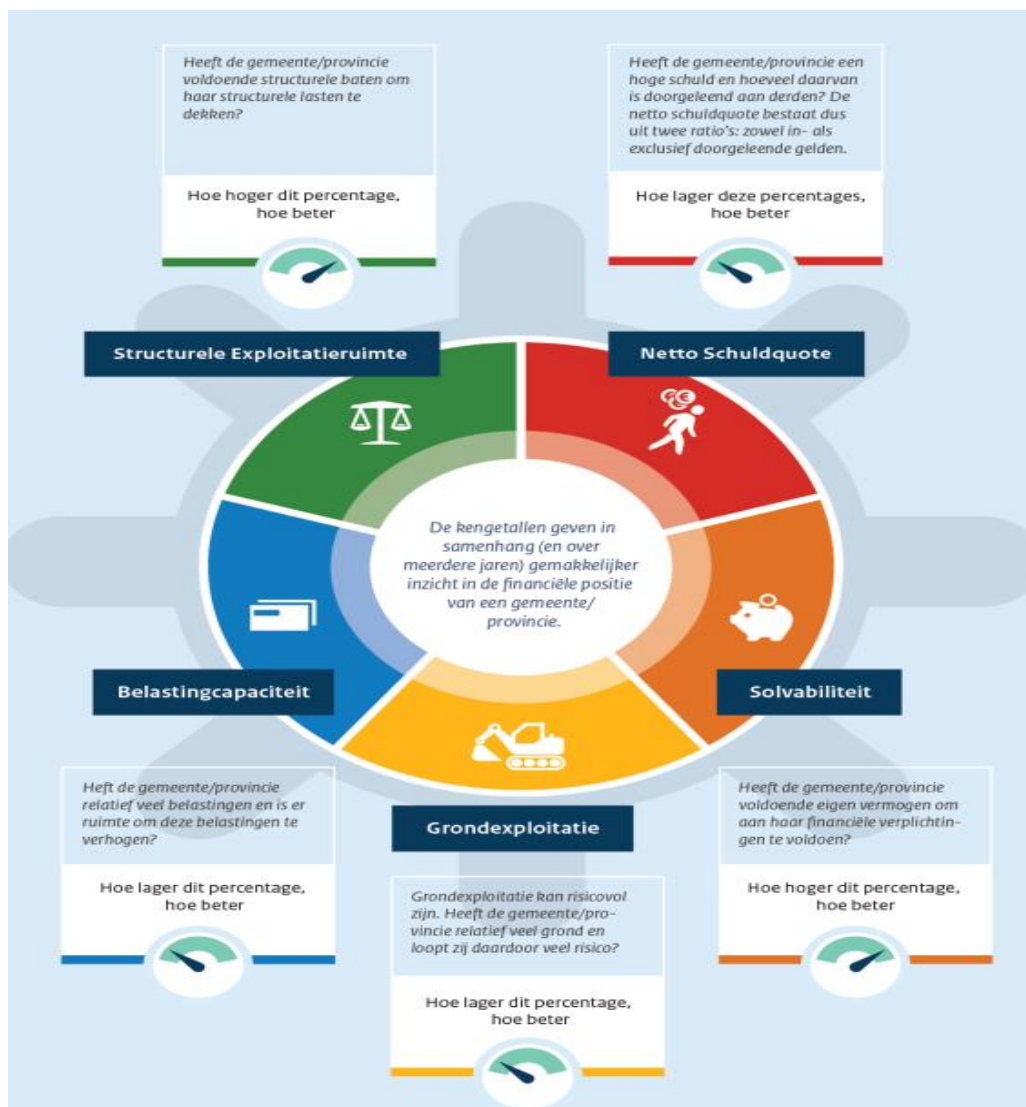 Heeft de gemeente/provincie
voldoende structurele baten om
haar structurele lasten te
dekken?
Hoe hoger dit percentage,
hoe beter
Structurele Exploitatieruimte
Heeft de gemeente/provincie een
hoge schuld en hoeveel daarvan
is doorgeleend aan derden? De
netto schuldquote bestaat dus
uit twee ratio's: zowel in- als
exclusief doorgeleende gelden.
Hoe lager deze percentages,
hoe beter
Netto Schuldquote
De kengetallen geven in
samenhang (en over
meerdere jaren) gemakkelijker
inzicht in de financiële positie
van een gemeente/
provincie.
Belastingcapaciteit
Heft de gemeente/provincie
relatief veel belastingen en is er
ruimte om deze belastingen te
verhogen?
Hoe lager dit percentage,
hoe beter
Grondexploitatie
Grondexploitatie kan risicovol
zijn. Heeft de gemeente/pro-
vincie relatief veel grond en
loopt zij daardoor veel risico?
Hoe lager dit percentage,
hoe beter
Solvabiliteit
Heeft de gemeente/provincie
voldoende eigen vermogen om
aan haar financiële verplichtin-
gen te voldoen?
Hoe hoger dit percentage,
hoe beter